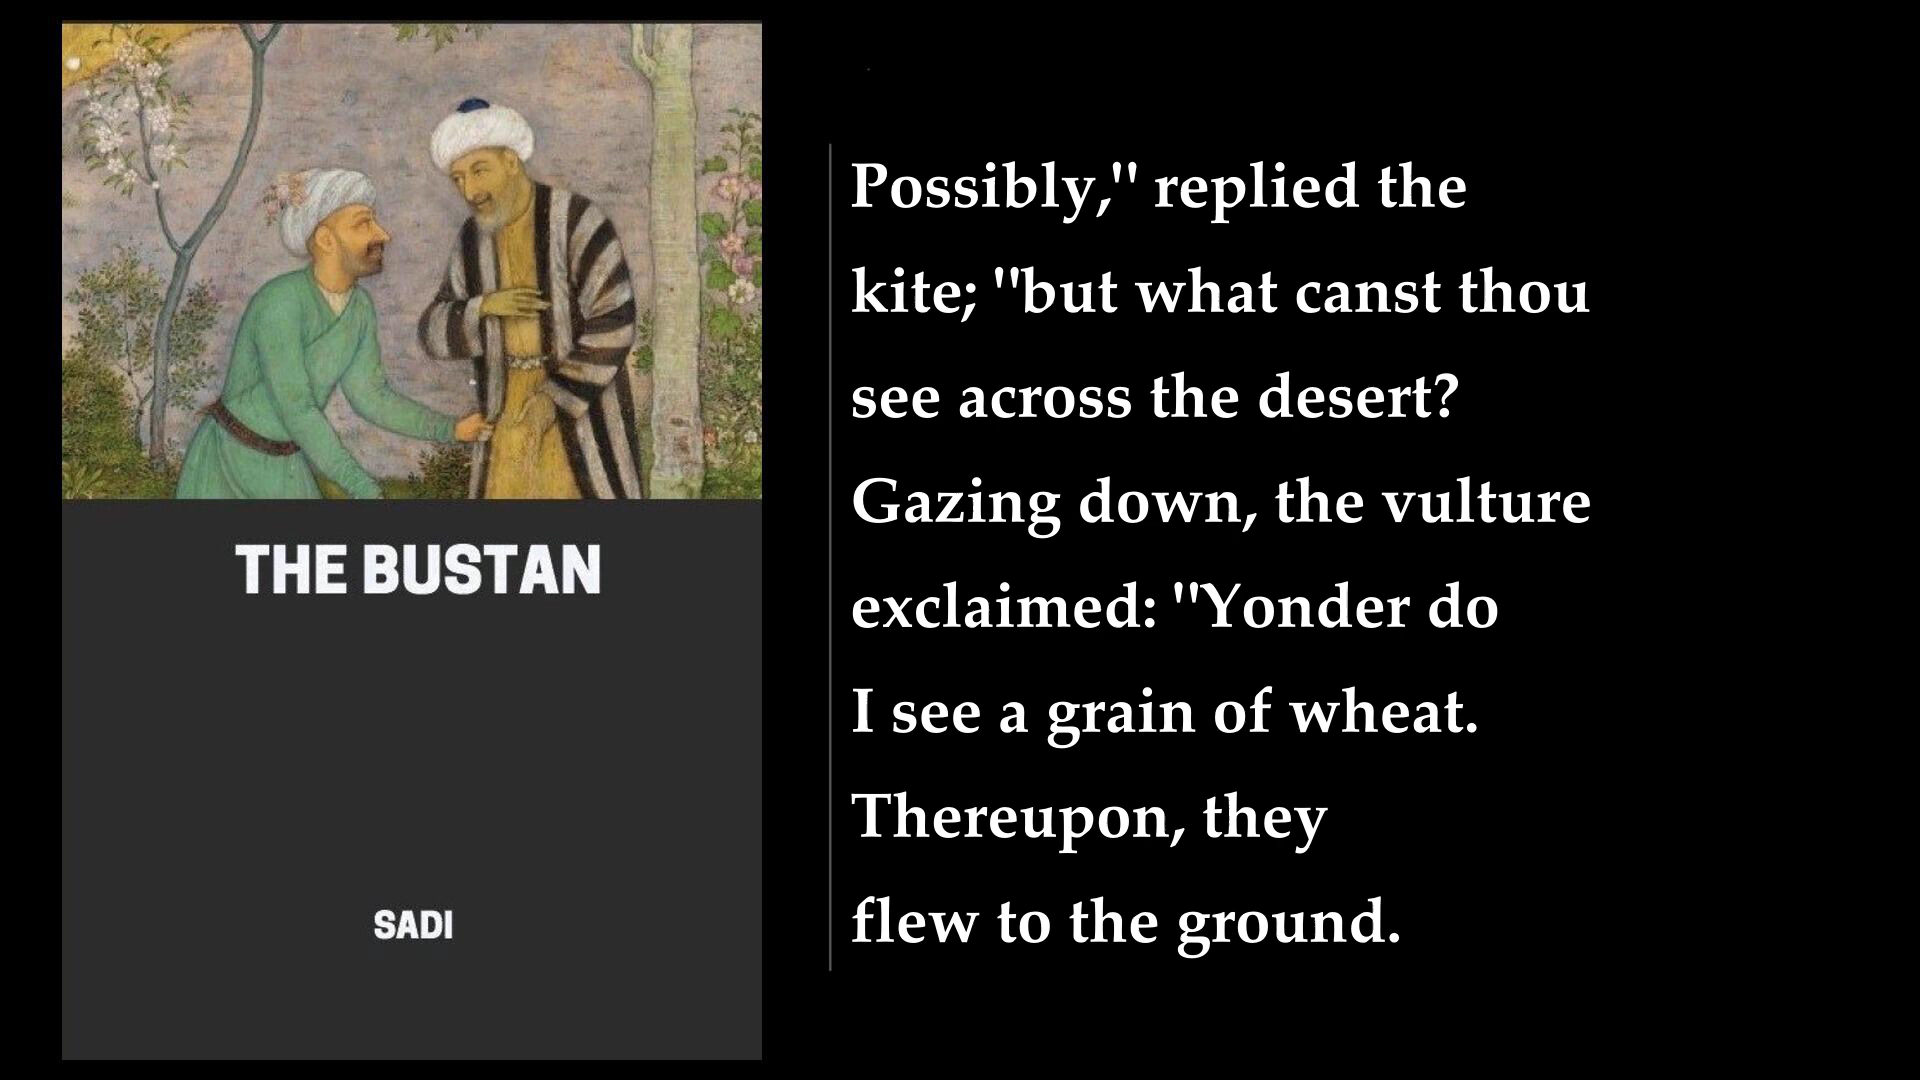 THE BUSTAN
SADI
Possibly," replied the
kite; "but what canst thou
see across the desert?
Gazing down, the vulture
exclaimed: "Yonder do
I see a grain of wheat.
Thereupon, they
flew to the ground.